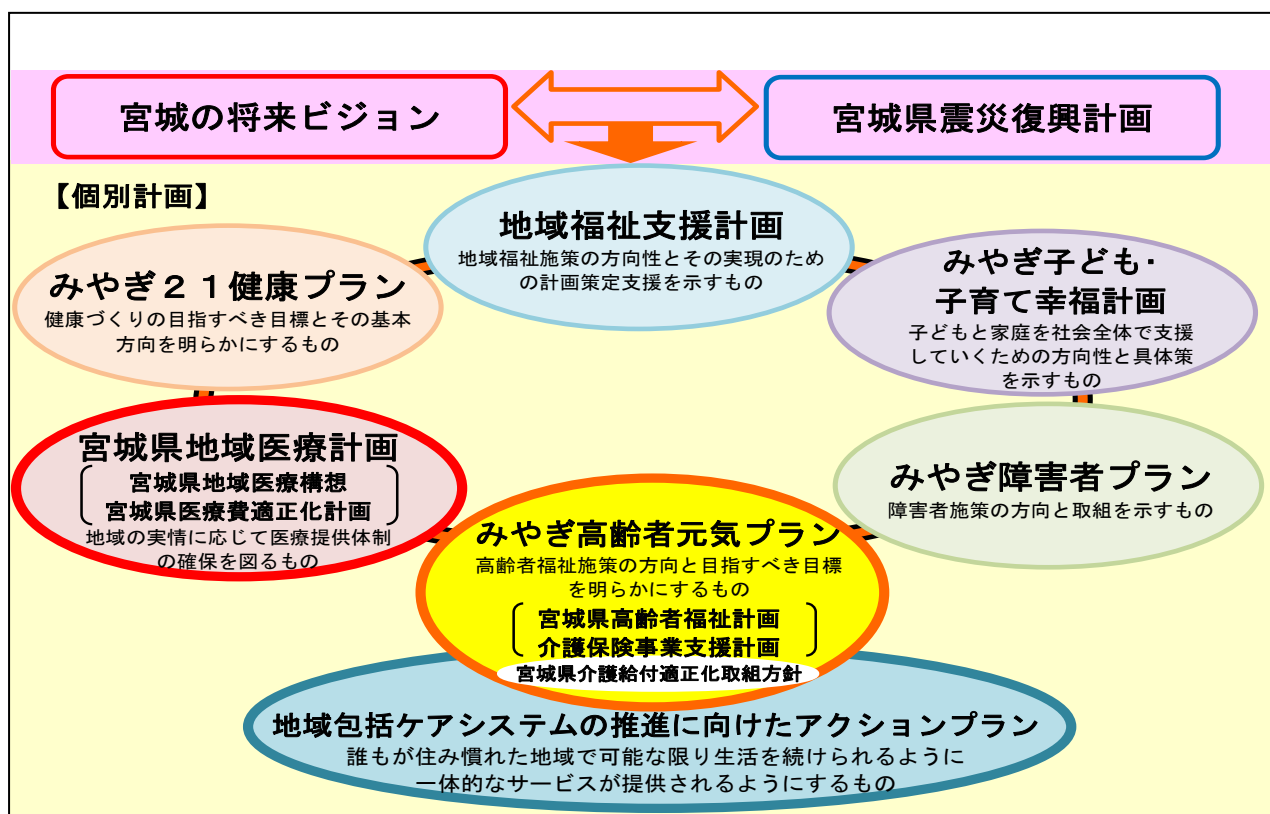 宮城の将来ビジョン
宮城県震災復興計画
【個別計画】
地域福祉支援計画
地域福祉施策の方向性とその実現のため
の計画策定支援を示すもの
みやぎ２１健康プラン
健康づくりの目指すべき目標とその基本
方向を明らかにするもの
みやぎ子ども・
子育て幸福計画
子どもと家庭を社会全体で支援
していくための方向性と具体策
を示すもの
宮城県地域医療計画
宮城県地域医療構想
宮城県医療費適正化計画
地域の実情に応じて医療提供体制
の確保を図るもの
みやぎ障害者プラン
障害者施策の方向と取組を示すもの
みやぎ高齢者元気プラン
高齢者福祉施策の方向と目指すべき目標
を明らかにするもの
宮城県高齢者福祉計画
介護保険事業支援計画
宮城県介護給付適正化取組方針
地域包括ケアシステムの推進に向けたアクションプラン
誰もが住み慣れた地域で可能な限り生活を続けられるように
一体的なサービスが提供されるようにするもの